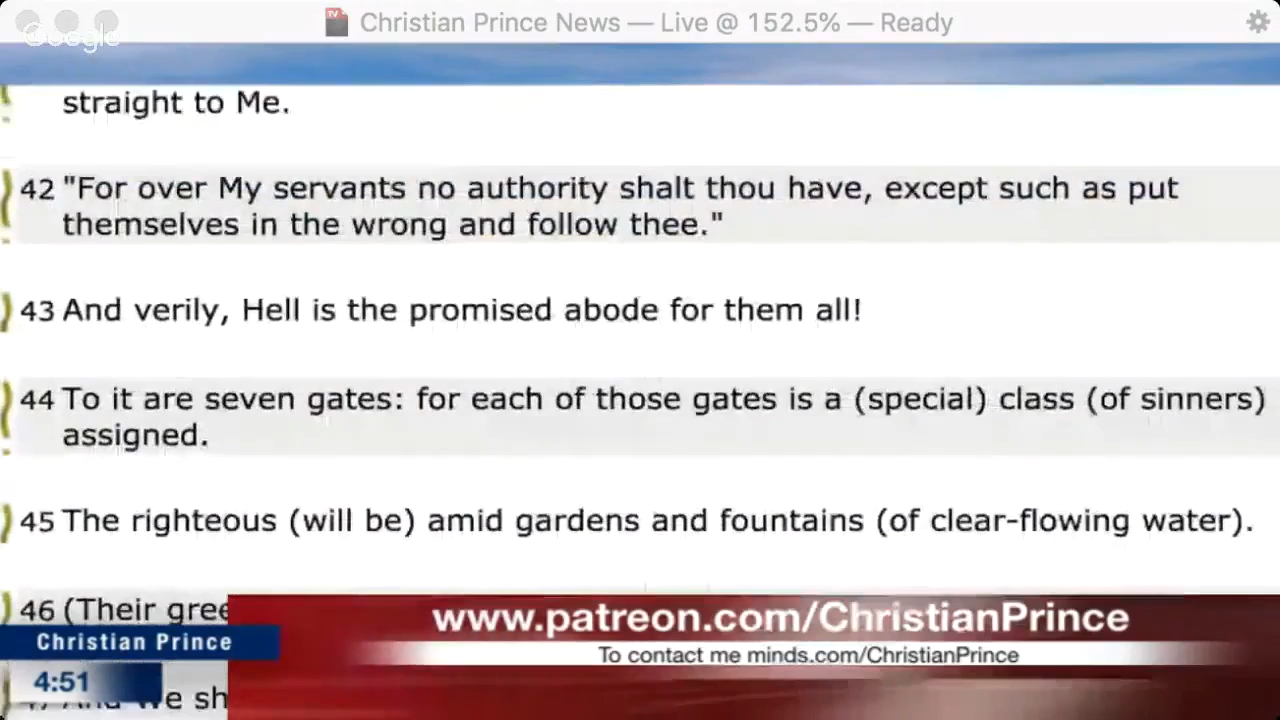 Christian Prince News — Live @ 152.5% — Ready
Google
straight to Me.
42 "For over My servants no authority shalt thou have, except such as put
themselves in the wrong and follow thee."
43 And verily, Hell is the promised abode for them all!
44 To it are seven gates: for each of those gates is a (special) class (of sinners)
assigned.
45 The righteous (will be) amid gardens and fountains (of clear-flowing water).
46 (Their gree
www.patreon.com/ChristianPrince
Christian Prince
To contact me minds.com/ChristianPrince
4:51
we sh